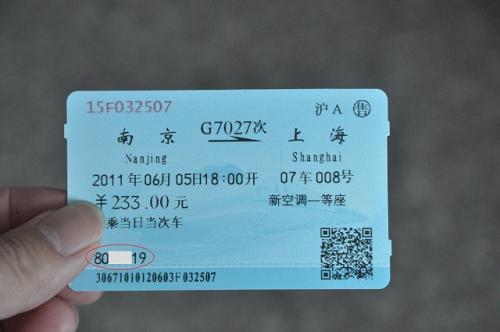 15F032507 沪A 售
南京 G7027次 上海
Nanjing Shanghai
2011年06月05日18:00开 07车008号
¥233.00元 新空调一等座
乘当日当次车
80 19
30671010120603F032507